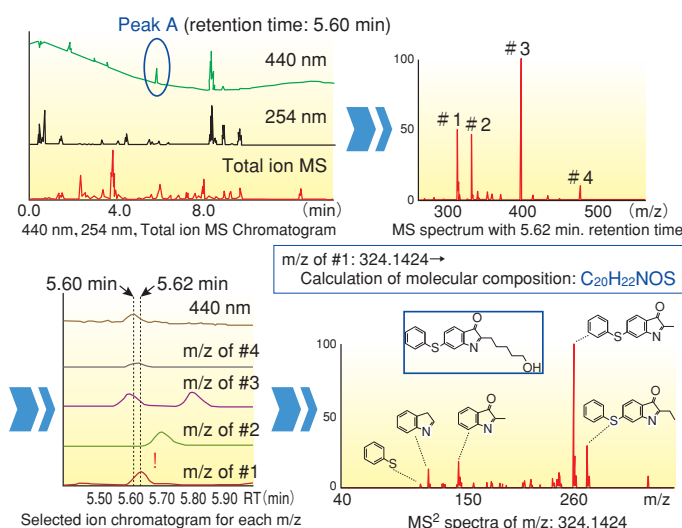 Peak A (retention time: 5.60 min)
440 nm
254 nm
Total ion MS
0.0 4.0 8.0 (min)
440 nm, 254 nm, Total ion MS Chromatogram
100
50
0
#1 #2 #3 #4
300 400 500 (m/z)
MS spectrum with 5.62 min. retention time
m/z of #1: 324.1424→
Calculation of molecular composition: C20H22NOS
5.60 min 5.62 min
440 nm
m/z of #4
m/z of #3
m/z of #2
!
m/z of #1
5.50 5.60 5.70 5.80 5.90 RT(min)
Selected ion chromatogram for each m/z
100
50
0
O
S
N
OH
O
S
N
O
S
N
N
O
N
S
40 150 260 m/z
MS2 spectra of m/z: 324.1424